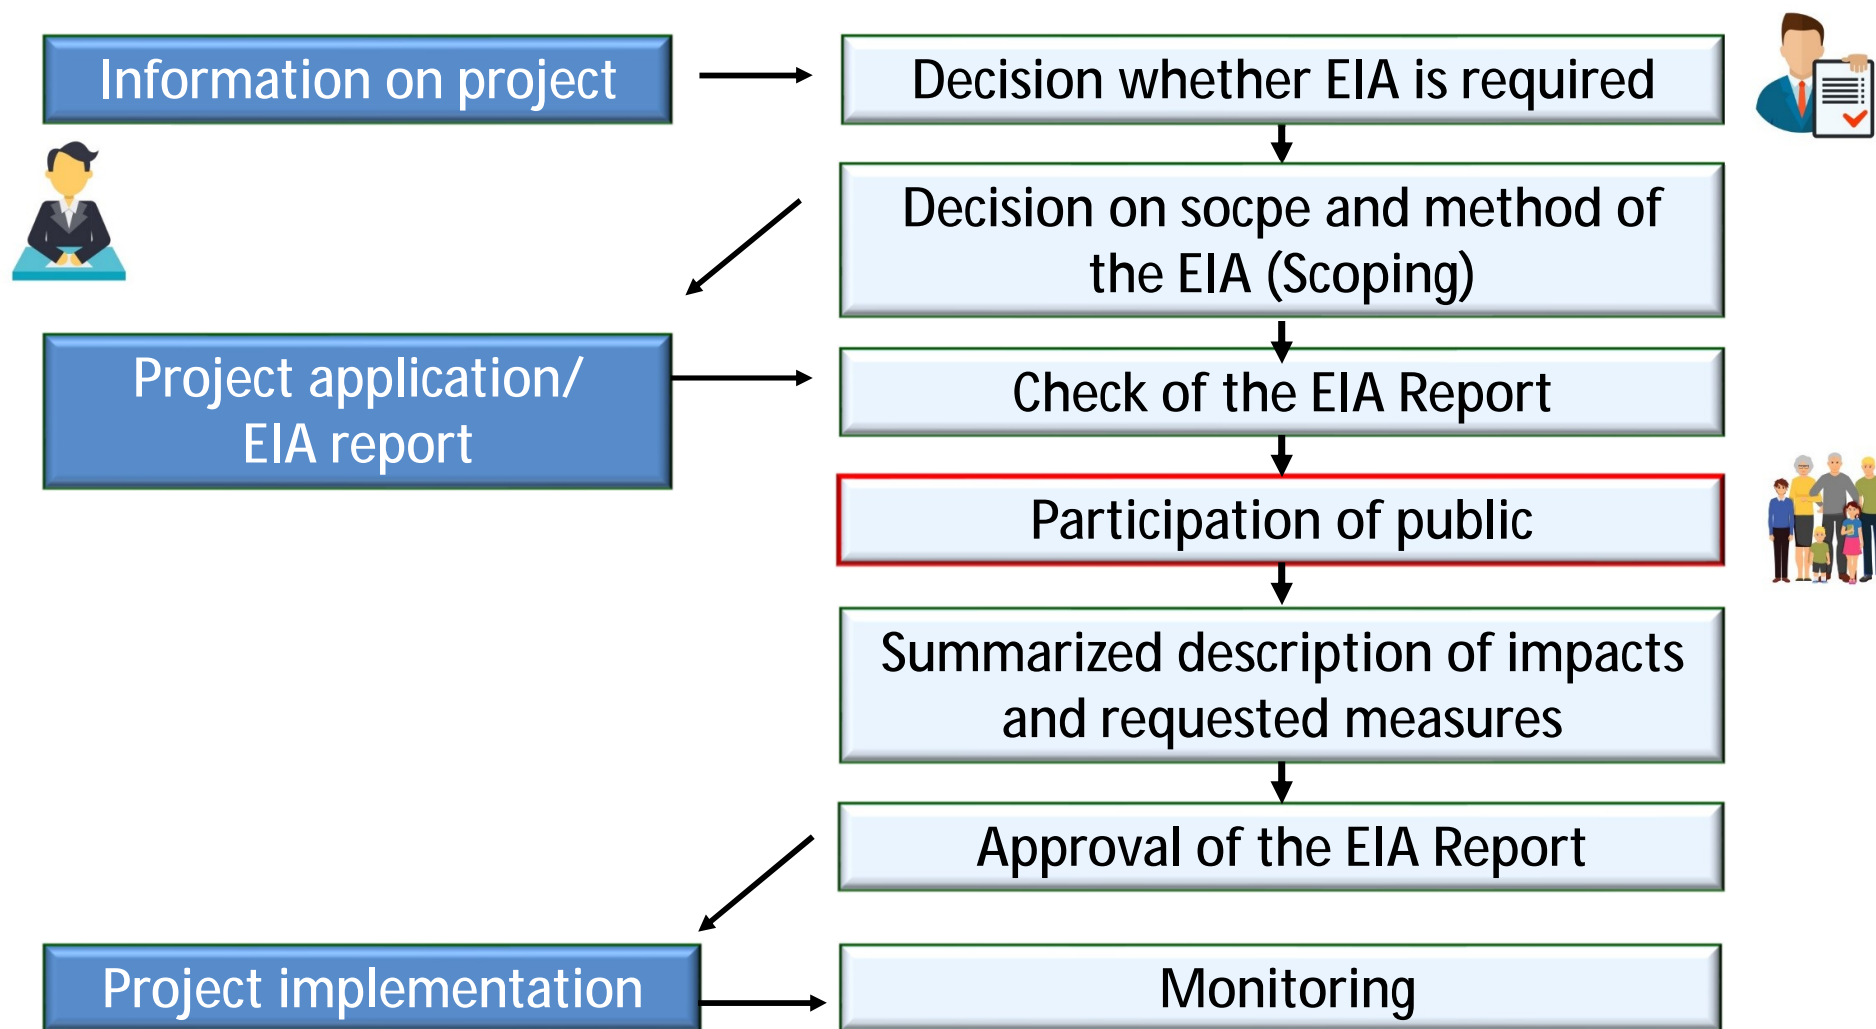 Information on project
Decision whether EIA is required
Decision on socpe and method of
the EIA (Scoping)
Project application/
EIA report
Check of the EIA Report
Participation of public
Summarized description of impacts
and requested measures
Approval of the EIA Report
Project implementation
Monitoring